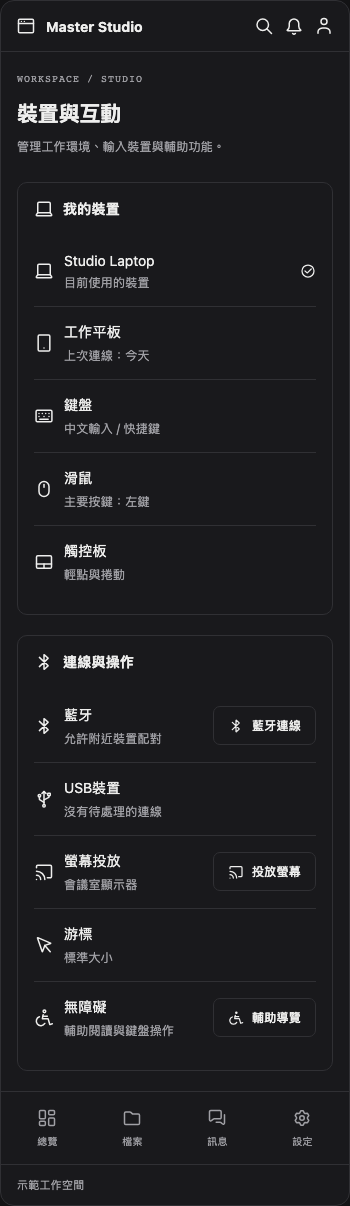 Master Studio
WORKSPACE / STUDIO
裝置與互動
管理工作環境、輸入裝置與輔助功能。
我的裝置
Studio Laptop
目前使用的裝置
工作平板
上次連線：今天
鍵盤
中文輸入 / 快捷鍵
滑鼠
主要按鍵：左鍵
觸控板
輕點與捲動
連線與操作
藍牙
允許附近裝置配對
藍牙連線
USB裝置
沒有待處理的連線
螢幕投放
會議室顯示器
投放螢幕
游標
標準大小
無障礙
輔助閱讀與鍵盤操作
輔助導覽
總覽
檔案
訊息
設定
示範工作空間